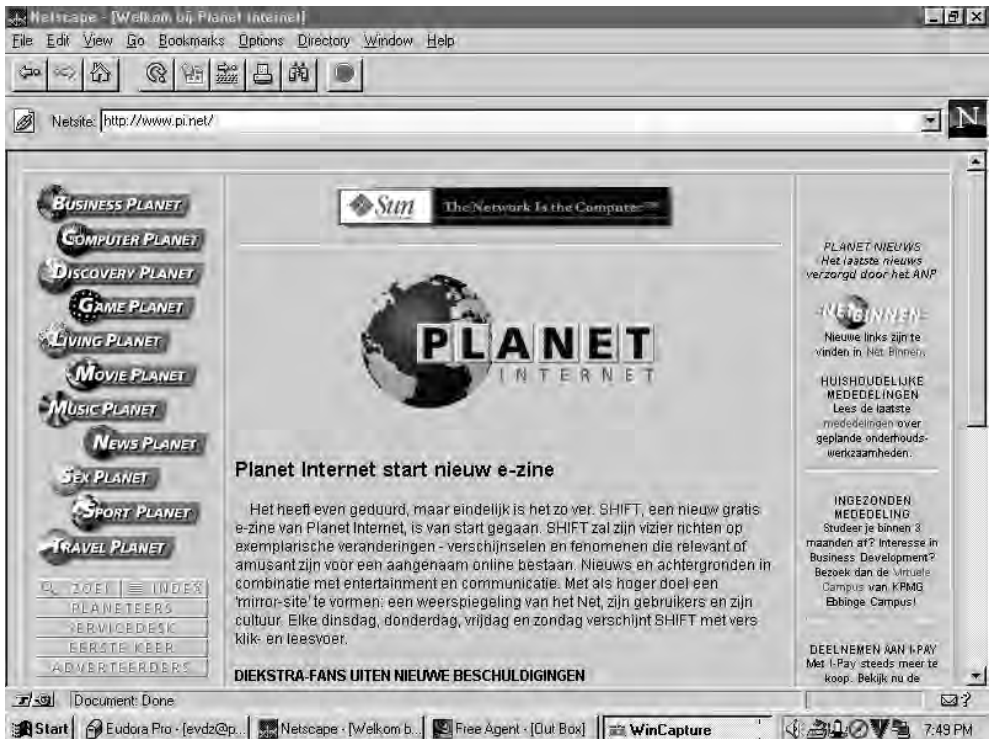 Netscape - [Welkom bij Planet Internet]
File Edit View Go Bookmarks Options Directory Window Help
Netsite: http://www.pi.net/
N
BUSINESS PLANET
COMPUTER PLANET
DISCOVERY PLANET
GAME PLANET
LIVING PLANET
MOVIE PLANET
MUSIC PLANET
NEWS PLANET
SEX PLANET
SPORT PLANET
TRAVEL PLANET
ZOEK INDEX
PLANETEERS
SERVICEDESK
EERSTE KEER
ADVERTEERDERS
Sun The Network Is the Computer™
PLANET
INTERNET
Planet Internet start nieuw e-zine
Het heeft even geduurd, maar eindelijk is het zo ver. SHIFT, een nieuw gratis
e-zine van Planet Internet, is van start gegaan. SHIFT zal zijn vizier richten op
exemplarische veranderingen - verschijnselen en fenomenen die relevant of
amusant zijn voor een aangenaam online bestaan. Nieuws en achtergronden in
combinatie met entertainment en communicatie. Met als hoger doel een
'mirror-site' te vormen: een weerspiegeling van het Net, zijn gebruikers en zijn
cultuur. Elke dinsdag, donderdag, vrijdag en zondag verschijnt SHIFT met vers
klik- en leesvoer.
DIEKSTRA-FANS UITEN NIEUWE BESCHULDIGINGEN
PLANET NIEUWS
Het laatste nieuws
verzorgd door het ANP
NETBINNEN
Nieuwe links zijn te
vinden in Net Binnen.
HUISHOUDELIJKE
MEDEDELINGEN
Lees de laatste
mededelingen over
geplande onderhouds-
werkzaamheden.
INGEZONDEN
MEDEDELING
Studeer je binnen 3
maanden af? Interesse in
Business Development?
Bezoek dan de Virtuele
Campus van KPMG
Ebbinge Campus!
DEELNEMEN AAN I-PAY
Met I-Pay steeds meer te
koop. Bekijk nu de
Document: Done
Start Eudora Pro - [evdz@p... Netscape - [Welkom b... Free Agent - [Out Box] WinCapture 7:49 PM